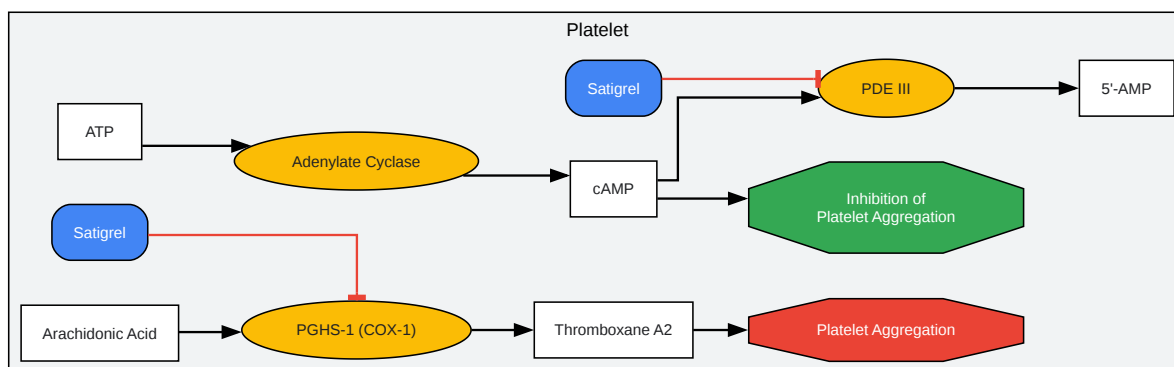 Platelet
Satigrel
PDE III
5'-AMP
ATP
Adenylate Cyclase
cAMP
Inhibition of
Platelet Aggregation
Satigrel
Arachidonic Acid
PGHS-1 (COX-1)
Thromboxane A2
Platelet Aggregation